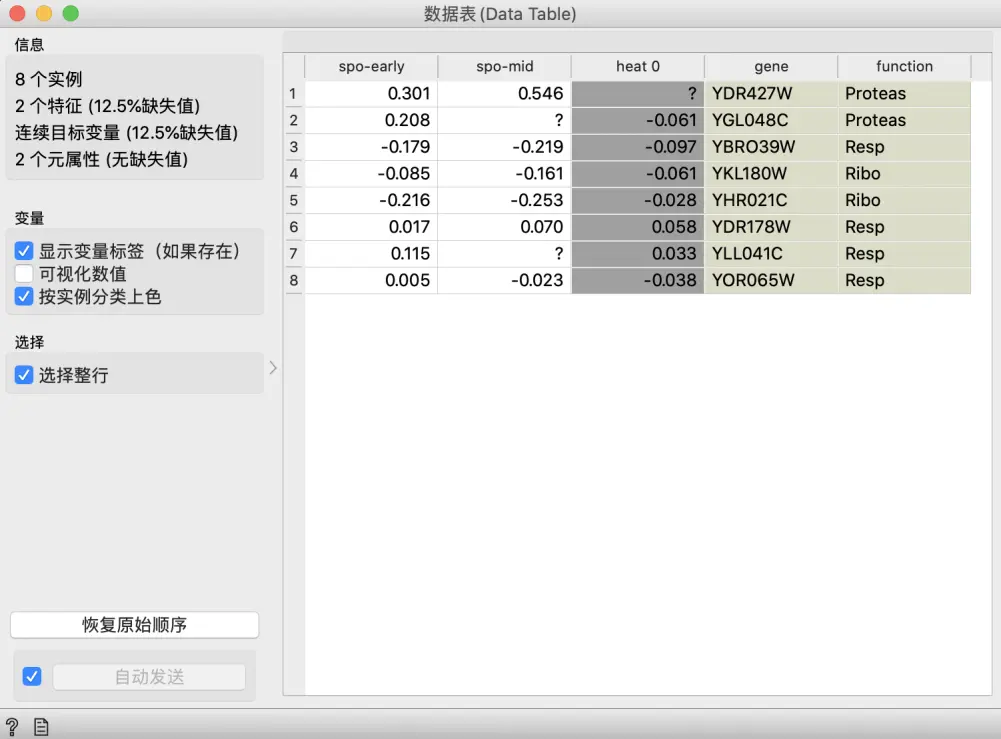 数据表 (Data Table)
信息
8 个实例
2 个特征 (12.5%缺失值)
连续目标变量 (12.5%缺失值)
2 个元属性 (无缺失值)
变量
显示变量标签（如果存在）
可视化数值
按实例分类上色
选择
选择整行
恢复原始顺序
自动发送
spo-early spo-mid heat 0 gene function
1 0.301 0.546 ? YDR427W Proteas
2 0.208 ? -0.061 YGL048C Proteas
3 -0.179 -0.219 -0.097 YBRO39W Resp
4 -0.085 -0.161 -0.061 YKL180W Ribo
5 -0.216 -0.253 -0.028 YHR021C Ribo
6 0.017 0.070 0.058 YDR178W Resp
7 0.115 ? 0.033 YLL041C Resp
8 0.005 -0.023 -0.038 YOR065W Resp
?